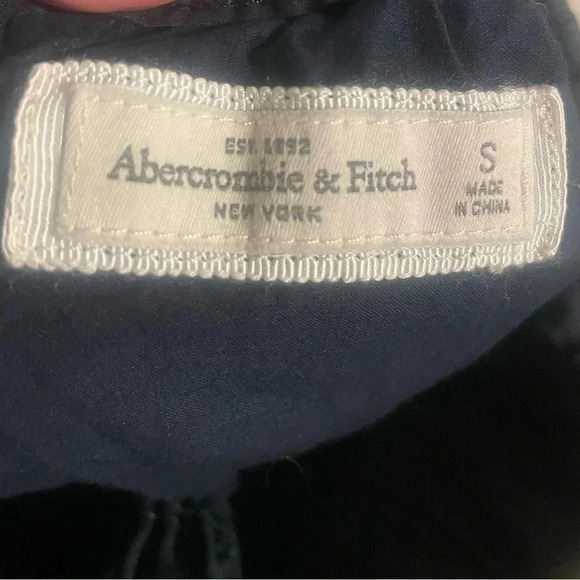 EST. 1892
Abercrombie & Fitch
NEW YORK
S
MADE
IN CHINA